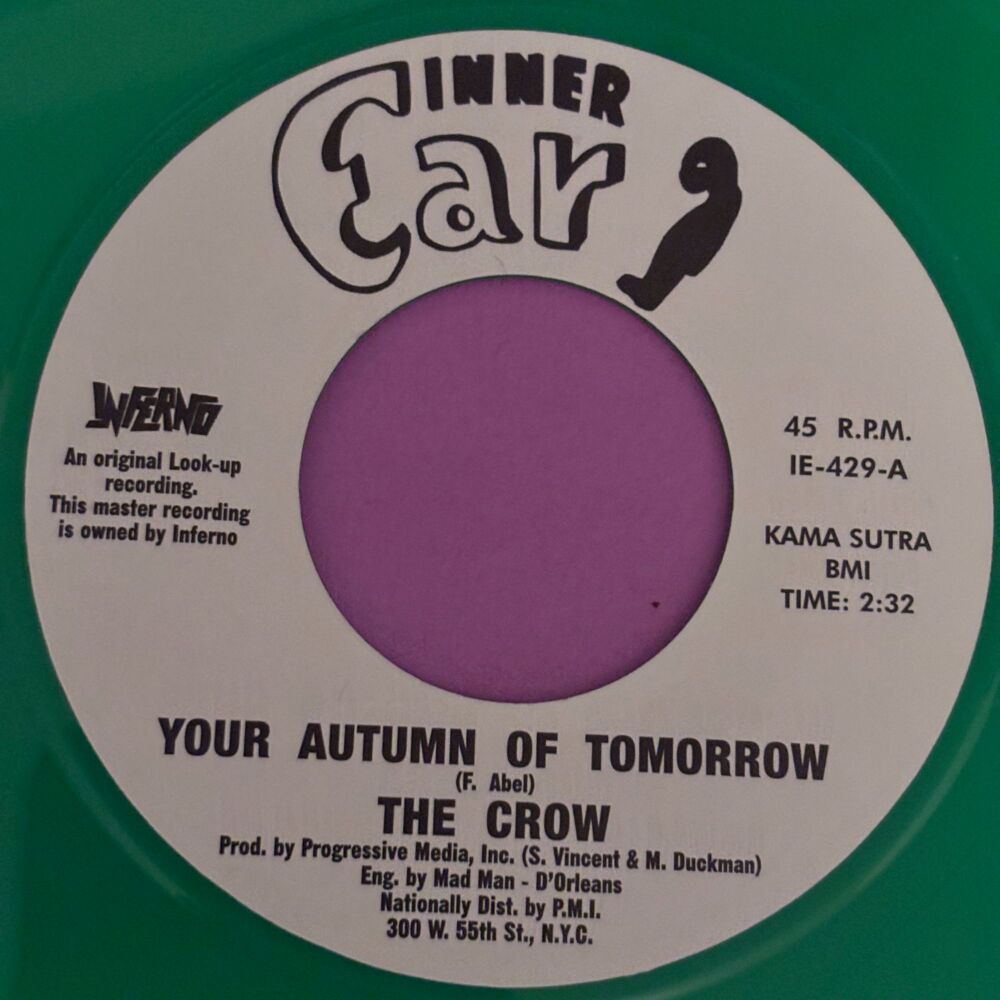 INNER
Ear
INFERNO
An original Look-up
recording.
This master recording
is owned by Inferno
45 R.P.M.
IE-429-A
KAMA SUTRA
BMI
TIME: 2:32
YOUR AUTUMN OF TOMORROW
(F. Abel)
THE CROW
Prod. by Progressive Media, Inc. (S. Vincent & M. Duckman)
Eng. by Mad Man - D'Orleans
Nationally Dist. by P.M.I.
300 W. 55th St., N.Y.C.